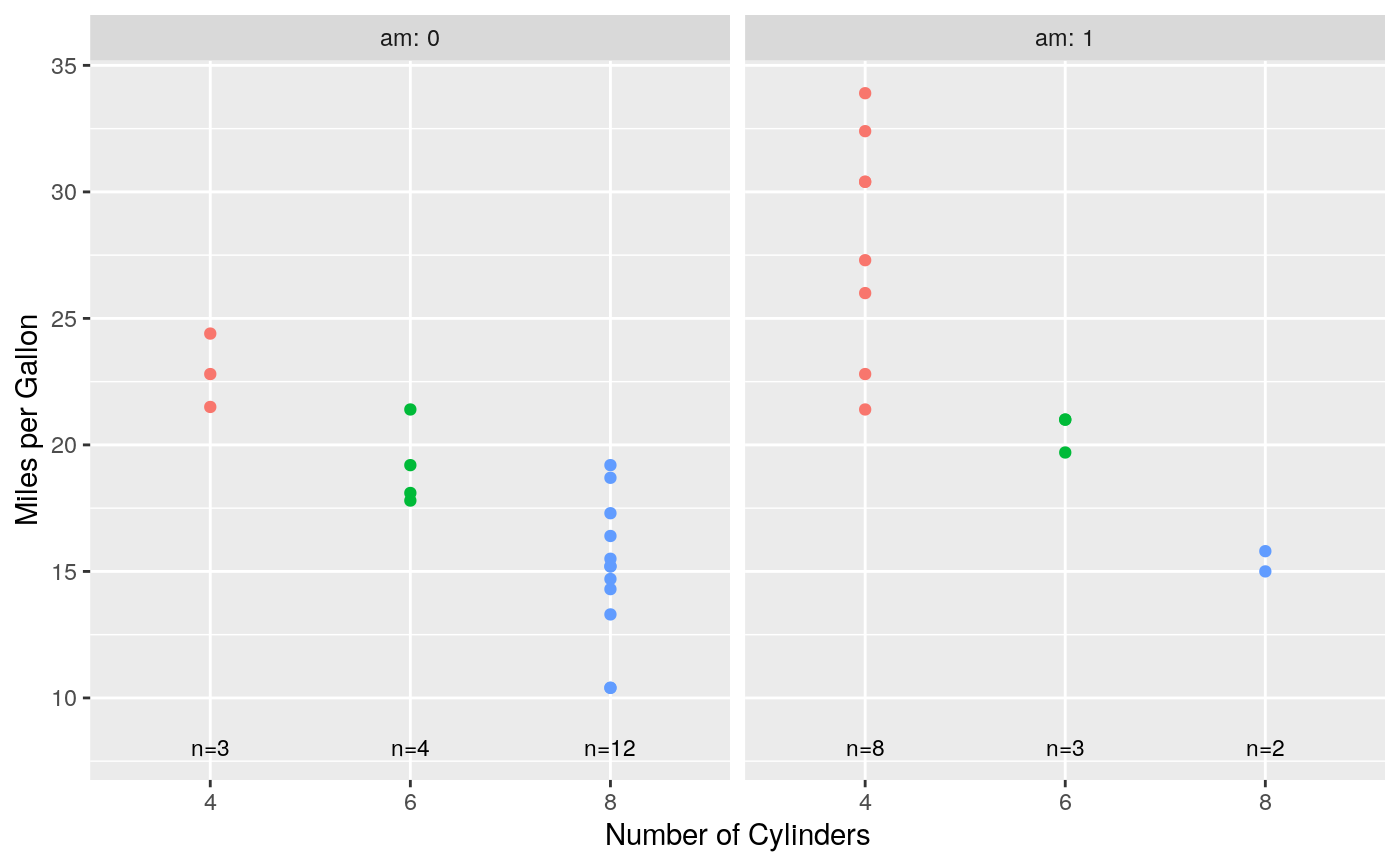 am: 0
am: 1
Miles per Gallon
35
30
25
20
15
10
n=3
n=4
n=12
n=8
n=3
n=2
4
6
8
4
6
8
Number of Cylinders